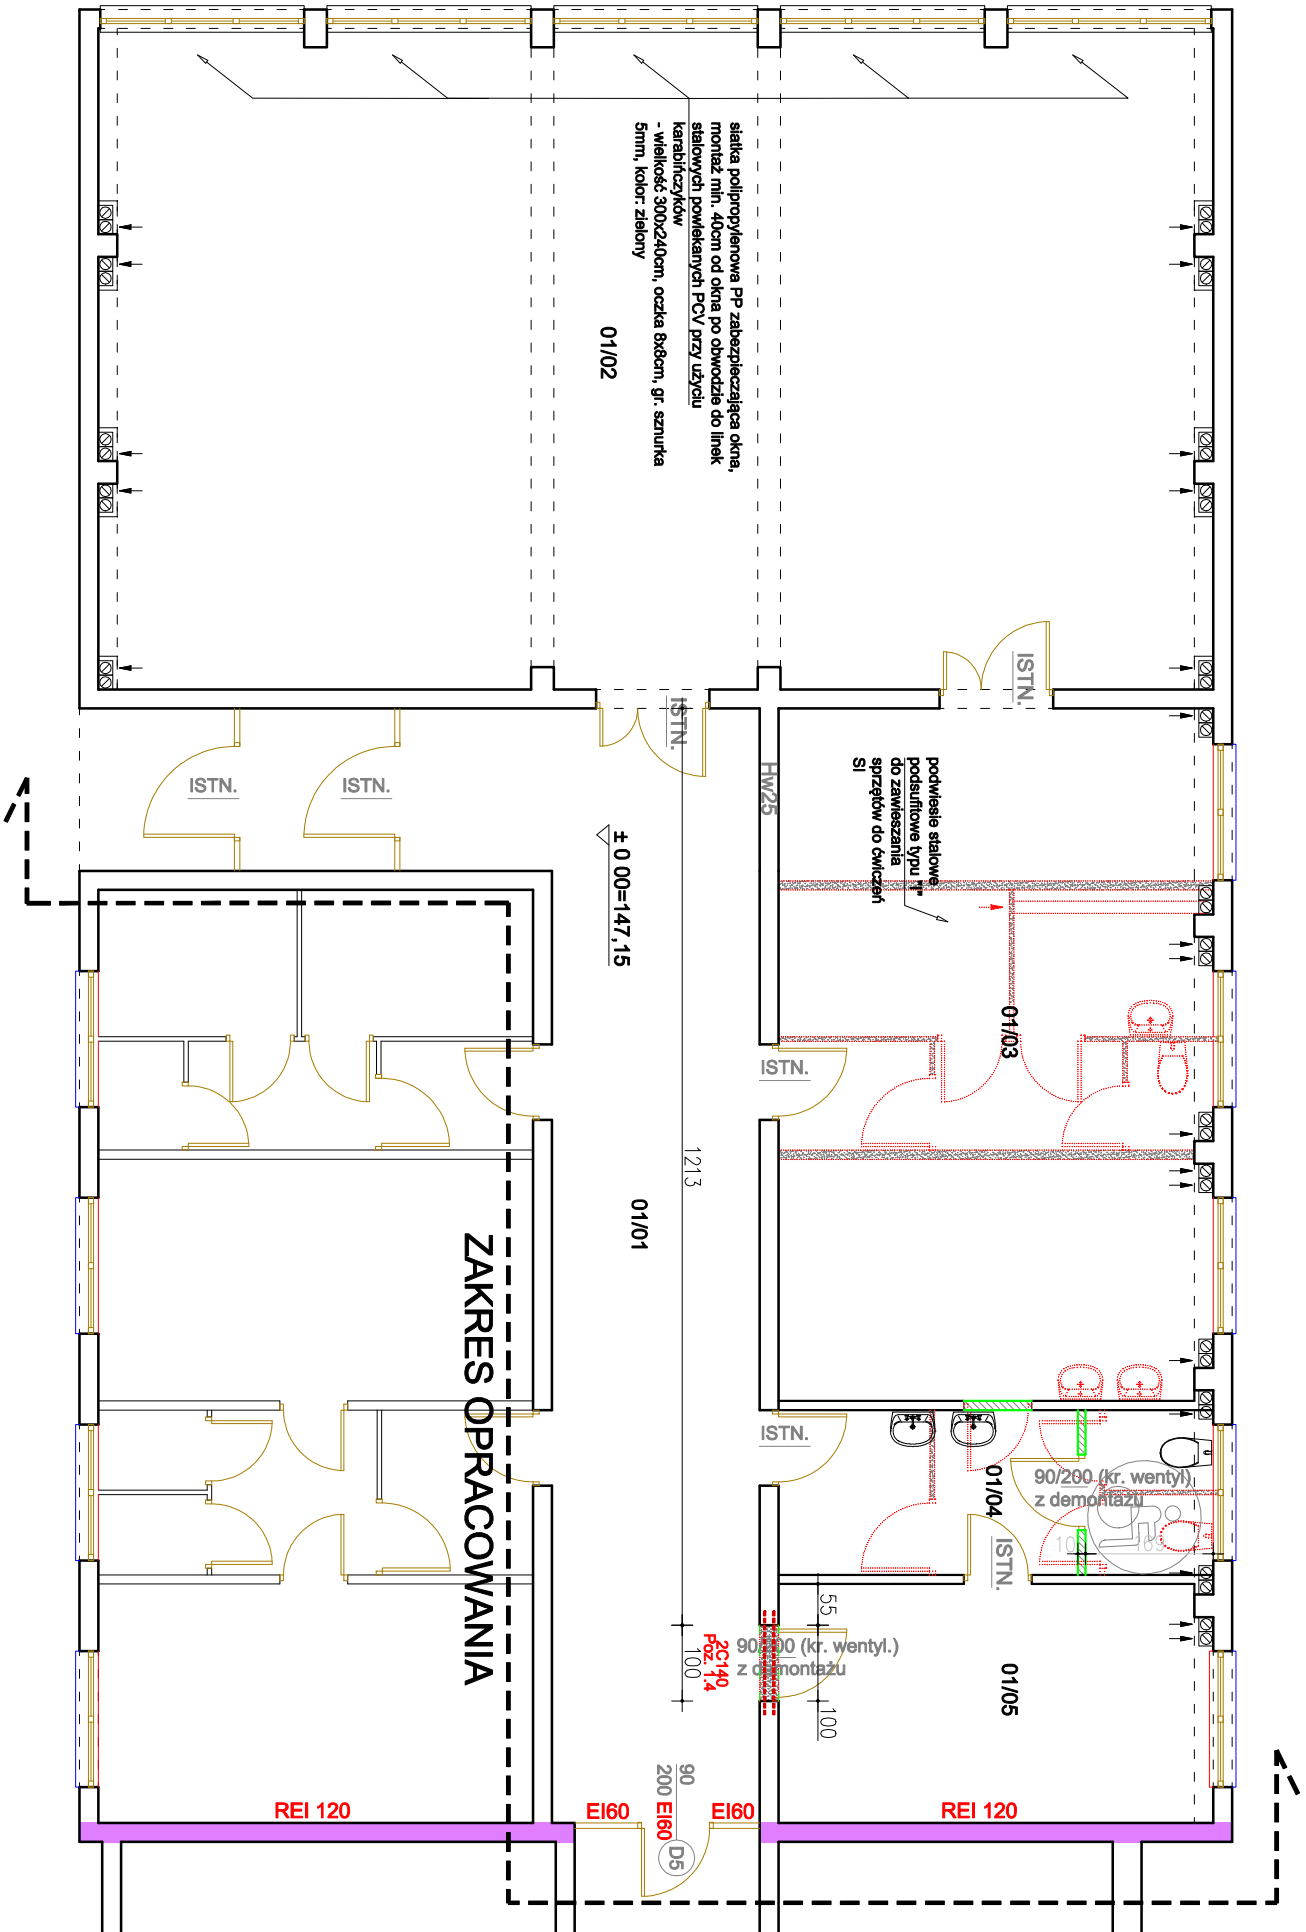 siatka polipropylenowa PP zabezpieczająca okna,
montaż min. 40cm od okna po obwodzie do linek
stalowych powlekanych PCV przy użyciu
karabińczyków
- wielkość 300x240cm, oczka 8x8cm, gr. sznurka
5mm, kolor: zielony
01/02
ISTN.
ISTN.
ISTN.
ISTN.
Hw25
podwiesie stalowe
podsufitowe typu "I"
do zawieszania
sprzętów do ćwiczeń
SI
± 0 00=147,15
01/03
ISTN.
1213
01/01
ZAKRES OPRACOWANIA
ISTN.
01/04
90/200 (kr. wentyl)
z demontażu
ISTN.
55
2C140
Poz. 1.4
100
90/200 (kr. wentyl.)
z demontażu
100
01/05
90
200
EI60
D5
REI 120
EI60
EI60
REI 120